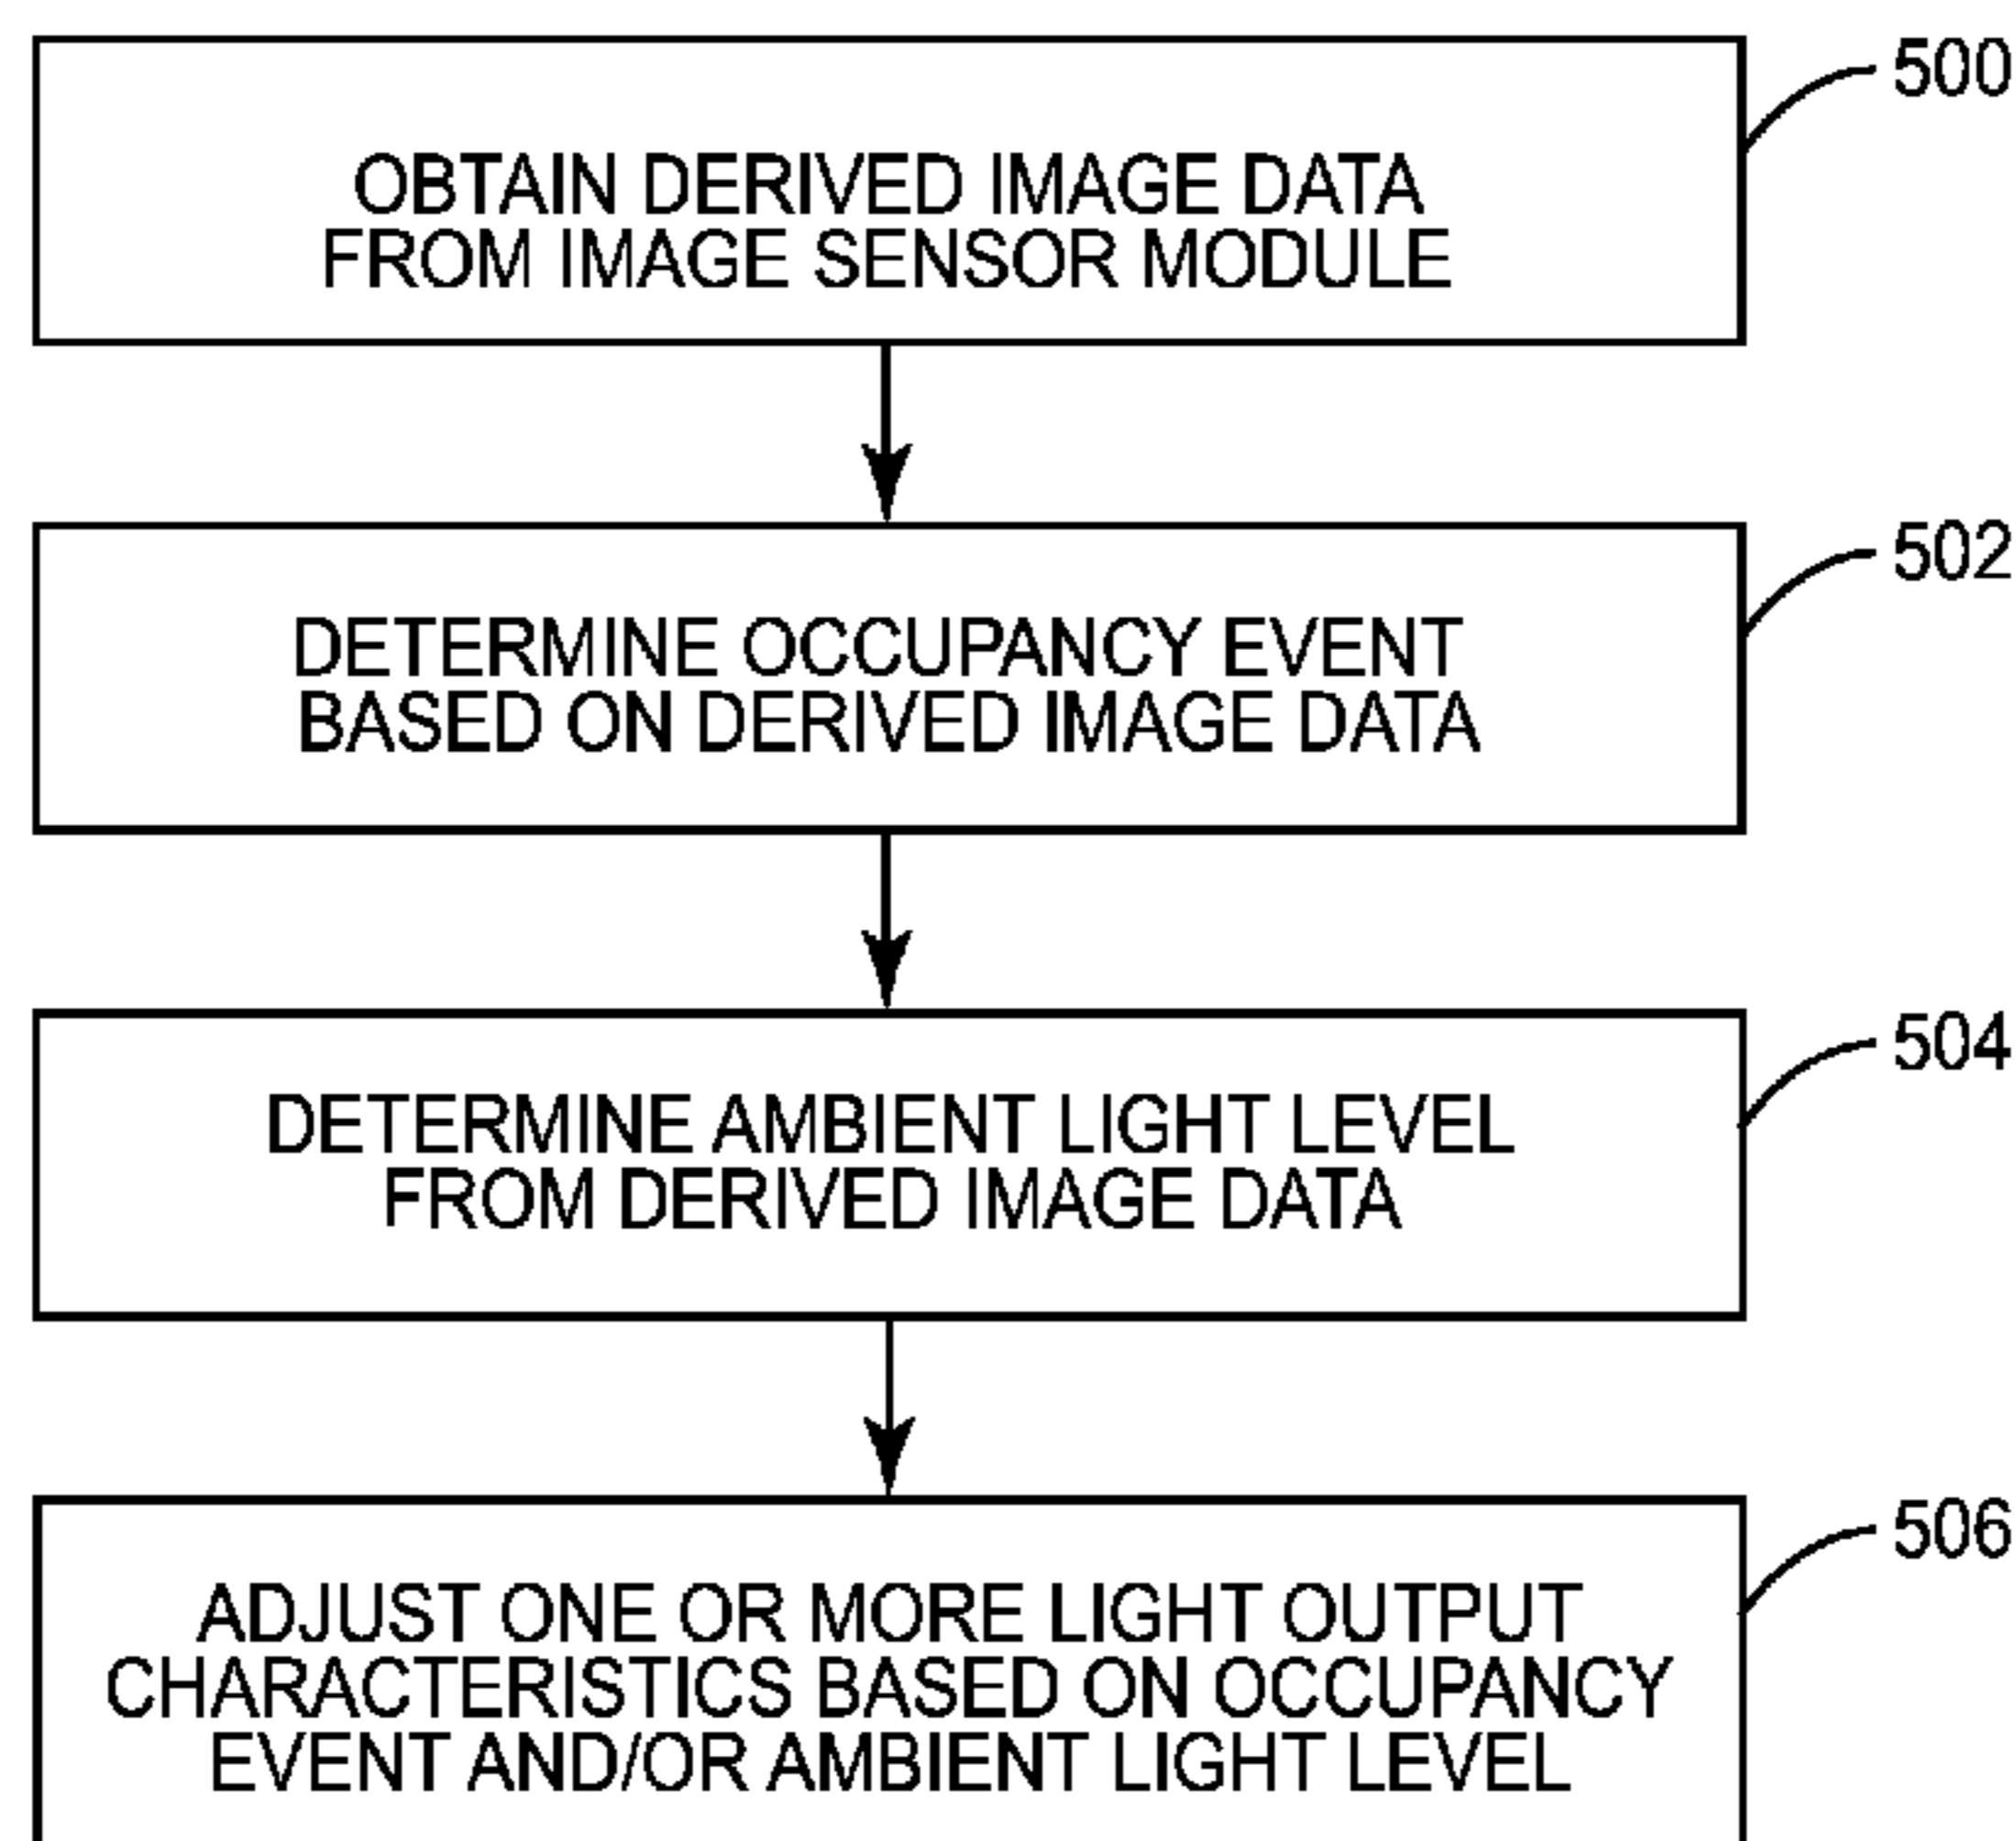 500
OBTAIN DERIVED IMAGE DATA
FROM IMAGE SENSOR MODULE
502
DETERMINE OCCUPANCY EVENT
BASED ON DERIVED IMAGE DATA
504
DETERMINE AMBIENT LIGHT LEVEL
FROM DERIVED IMAGE DATA
506
ADJUST ONE OR MORE LIGHT OUTPUT
CHARACTERISTICS BASED ON OCCUPANCY
EVENT AND/OR AMBIENT LIGHT LEVEL